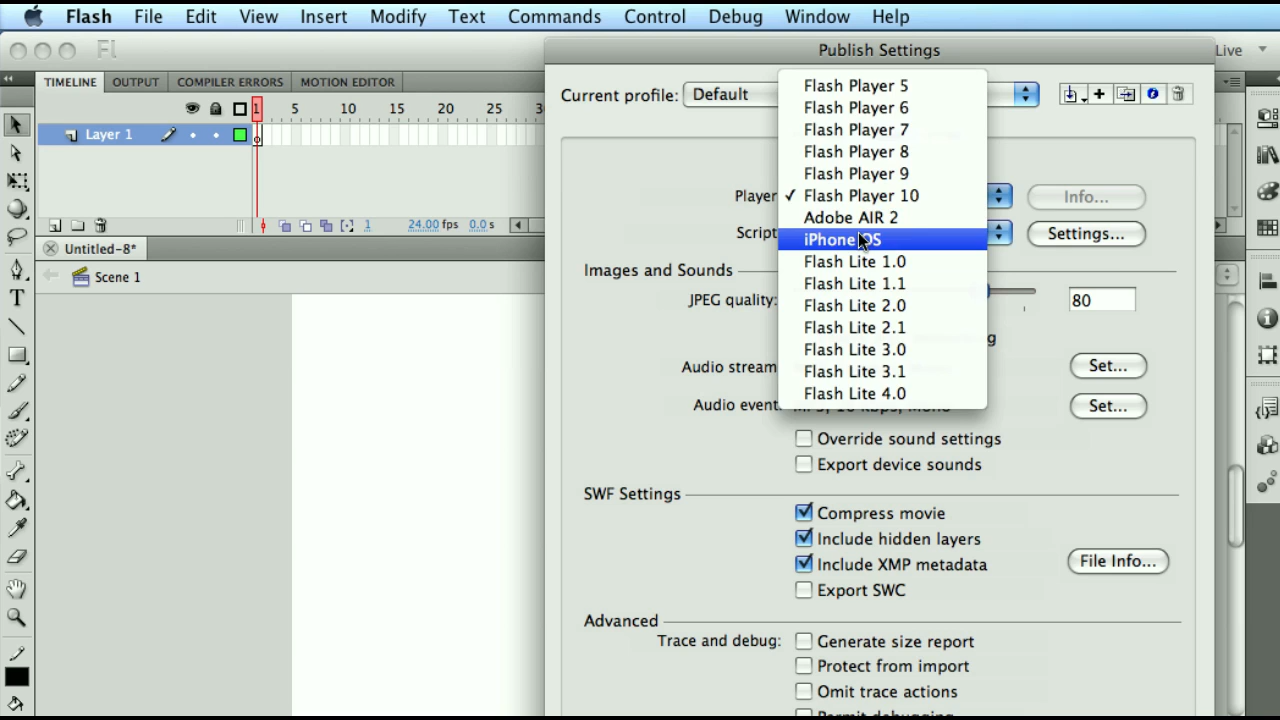 Flash File Edit View Insert Modify Text Commands Control Debug Window Help
Fl
Publish Settings
Live
TIMELINE OUTPUT COMPILER ERRORS MOTION EDITOR
1 5 10 15 20 25
Layer 1
1 24.00 fps 0.0 s
Untitled-8*
Scene 1
T
Current profile: Default
Flash Player 5
Flash Player 6
Flash Player 7
Flash Player 8
Flash Player 9
Player ✓ Flash Player 10 Info...
Adobe AIR 2
Script iPhone OS Settings...
Flash Lite 1.0
Images and Sounds
Flash Lite 1.1
JPEG quality: 80
Flash Lite 2.0
Flash Lite 2.1
Flash Lite 3.0
Audio stream Set...
Flash Lite 3.1
Flash Lite 4.0
Audio event: Set...
Override sound settings
Export device sounds
SWF Settings
Compress movie
Include hidden layers
Include XMP metadata File Info...
Export SWC
Advanced
Trace and debug: Generate size report
Protect from import
Omit trace actions
Permit debugging